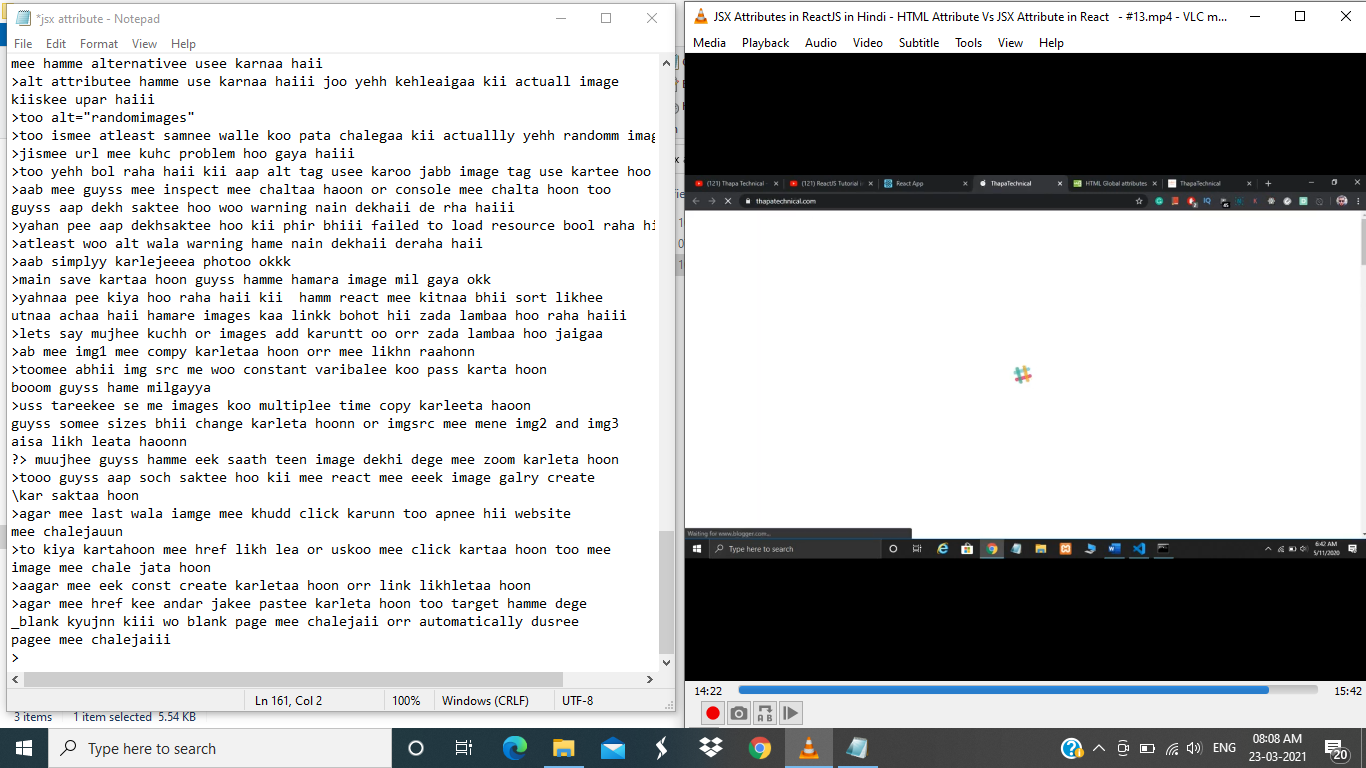 *jsx attribute - Notepad
File Edit Format View Help
mee hamme alternativee usee karnaa haii
>alt attributee hamme use karnaa haiii joo yehh kehleaigaa kii actuall image
kiiskee upar haiii
>too alt="randomimages"
>too ismee atleast samnee walle koo pata chalegaa kii actuallly yehh randomm imag
>jismee url mee kuhc problem hoo gaya haiii
>too yehh bol raha haii kii aap alt tag usee karoo jabb image tag use kartee hoo
>aab mee guyss mee inspect mee chaltaa haoon or console mee chalta hoon too
guyss aap dekh saktee hoo woo warning nain dekhaii de rha haiii
>yahan pee aap dekhsaktee hoo kii phir bhiii failed to load resource bool raha hi
>atleast woo alt wala warning hame nain dekhaii deraha haii
>aab simplyy karlejeeea photoo okkk
>main save kartaa hoon guyss hamme hamara image mil gaya okk
>yahnaa pee kiya hoo raha haii kii  hamm react mee kitnaa bhii sort likhee
utnaa achaa haii hamare images kaa linkk bohot hii zada lambaa hoo raha haiii
>lets say mujhee kuchh or images add karuntt oo orr zada lambaa hoo jaigaa
>ab mee img1 mee compy karletaa hoon orr mee likhn raahonn
>toomee abhii img src me woo constant varibalee koo pass karta hoon
booom guyss hame milgayya
>uss tareekee se me images koo multiplee time copy karleeta haoon
guyss somee sizes bhii change karleta hoonn or imgsrc mee mene img2 and img3
aisa likh leata haoonn
?> muujhee guyss hamme eek saath teen image dekhi dege mee zoom karleta hoon
>tooo guyss aap soch saktee hoo kii mee react mee eeek image galry create
\kar saktaa hoon
>agar mee last wala iamge mee khudd click karunn too apnee hii website
mee chalejauun
>to kiya kartahoon mee href likh lea or uskoo mee click kartaa hoon too mee
image mee chale jata hoon
>aagar mee eek const create karletaa hoon orr link likhletaa hoon
>agar mee href kee andar jakee pastee karleta hoon too target hamme dege
_blank kyujnn kiii wo blank page mee chalejaii orr automatically dusree
pagee mee chalejaiii
>
Ln 161, Col 2 100% Windows (CRLF) UTF-8
3 items 1 item selected 5.54 KB
JSX Attributes in ReactJS in Hindi - HTML Attribute Vs JSX Attribute in React - #13.mp4 - VLC m...
Media Playback Audio Video Subtitle Tools View Help
(121) Thapa Technical - (121) ReactJS Tutorial React App ThapaTechnical HTML Global attributes ThapaTechnical
thapatechnical.com
Waiting for www.blogger.com...
Type here to search 6:42 AM
5/11/2020
14:22 15:42
Type here to search ENG 08:08 AM
23-03-2021 20